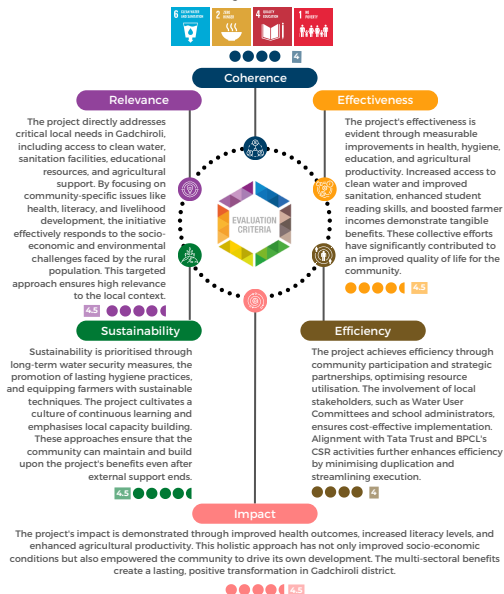 6 CLEAN WATER AND SANITATION
2 ZERO HUNGER
4 QUALITY EDUCATION
1 NO POVERTY
4
Coherence
Relevance
The project directly addresses
critical local needs in Gadchiroli,
including access to clean water,
sanitation facilities, educational
resources, and agricultural
support. By focusing on
community-specific issues like
health, literacy, and livelihood
development, the initiative
effectively responds to the socio-
economic and environmental
challenges faced by the rural
population. This targeted
approach ensures high relevance
to the local context.
4.5
Effectiveness
The project's effectiveness is
evident through measurable
improvements in health, hygiene,
education, and agricultural
productivity. Increased access to
clean water and improved
sanitation, enhanced student
reading skills, and boosted farmer
incomes demonstrate tangible
benefits. These collective efforts
have significantly contributed to
an improved quality of life for the
community.
4.5
EVALUATION
CRITERIA
Sustainability
Sustainability is prioritised through
long-term water security measures, the
promotion of lasting hygiene practices,
and equipping farmers with sustainable
techniques. The project cultivates a
culture of continuous learning and
emphasises local capacity building.
These approaches ensure that the
community can maintain and build
upon the project's benefits even after
external support ends.
4.5
Efficiency
The project achieves efficiency through
community participation and strategic
partnerships, optimising resource
utilisation. The involvement of local
stakeholders, such as Water User
Committees and school administrators,
ensures cost-effective implementation.
Alignment with Tata Trust and BPCL's
CSR activities further enhances efficiency
by minimising duplication and
streamlining execution.
4
Impact
The project's impact is demonstrated through improved health outcomes, increased literacy levels, and
enhanced agricultural productivity. This holistic approach has not only improved socio-economic
conditions but also empowered the community to drive its own development. The multi-sectoral benefits
create a lasting, positive transformation in Gadchiroli district.
4.5